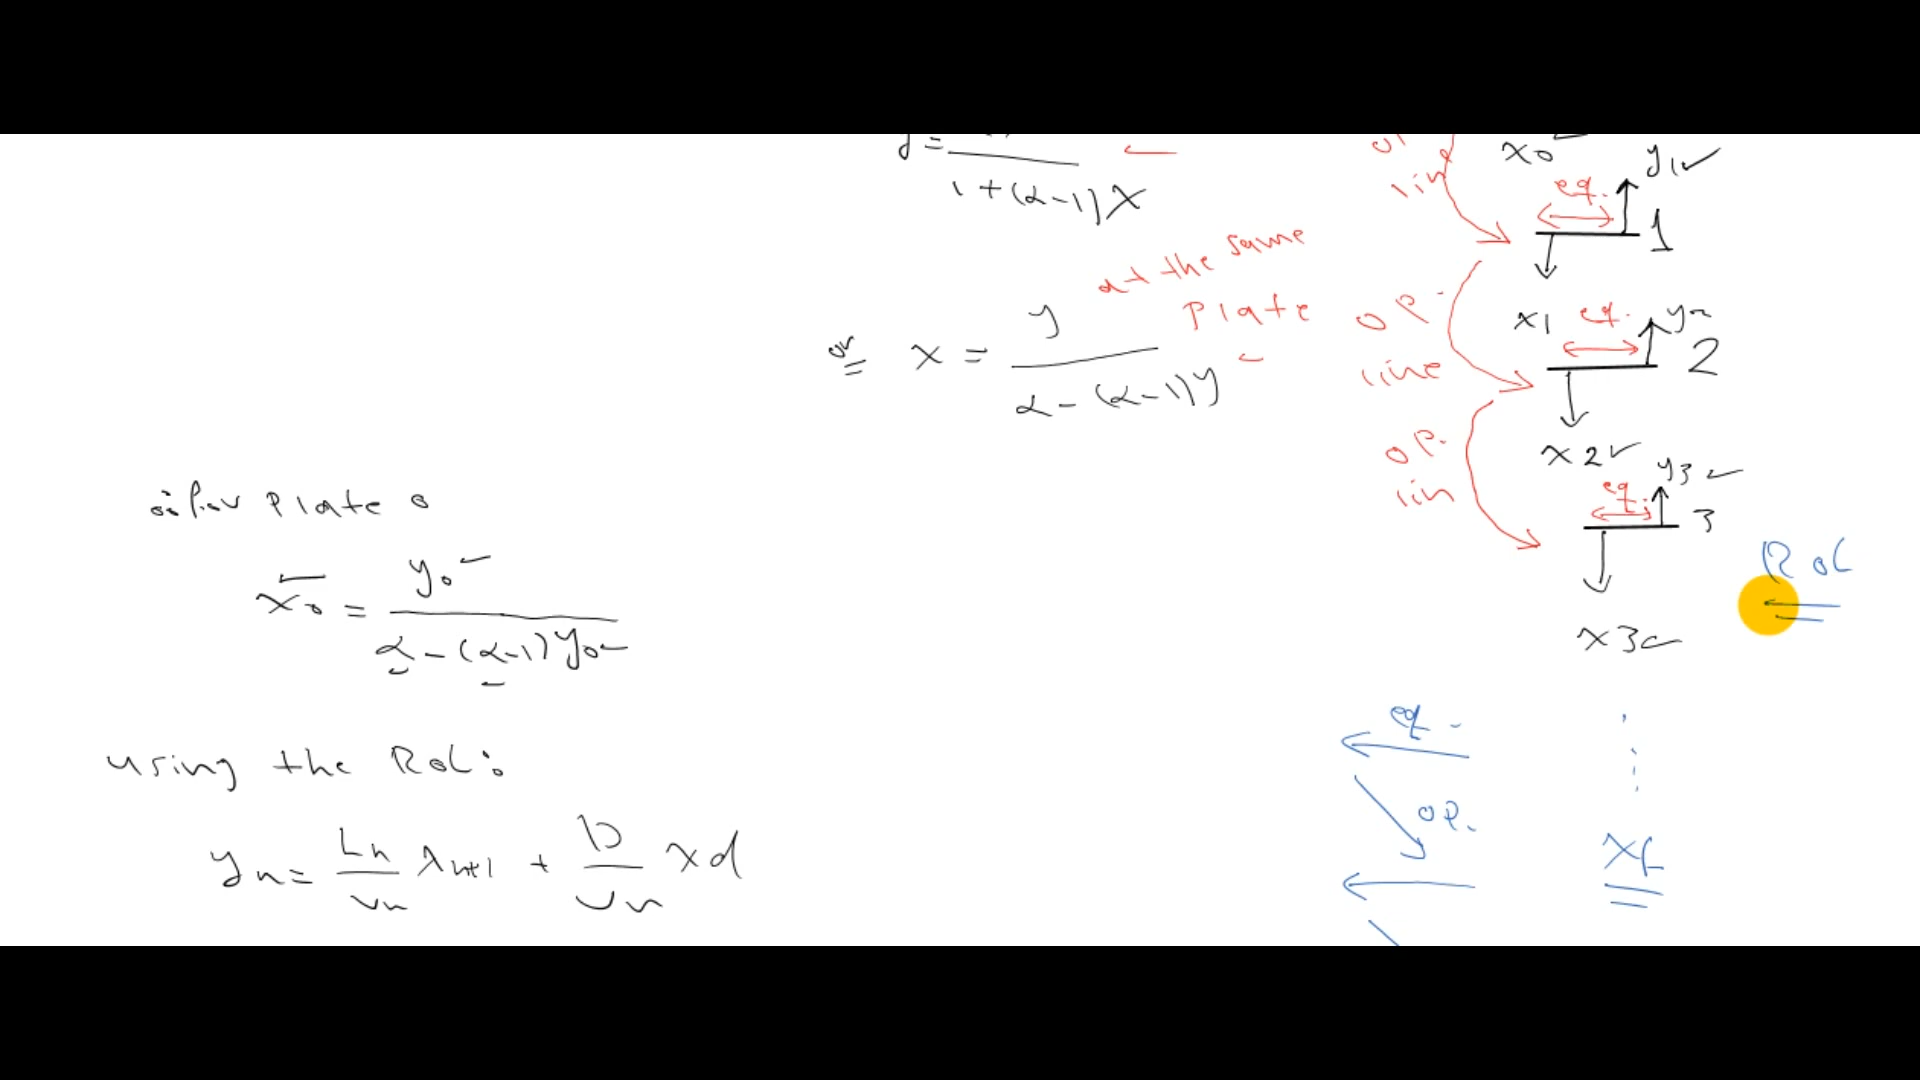 y =
1 + (α-1) X
or x = y / α - (α-1) y
at the same
Plate
∴ for Plate 0
x0 = y0 / α - (α-1) y0
using the ROL:
yn = Ln / Vn xn+1 + D / Vn xd
op
line
x0
y1
eq.
1
op.
line
x1
eq.
y2
2
op.
lin
x2
y3
eq.
3
x3
ROL
eq.
op.
xf